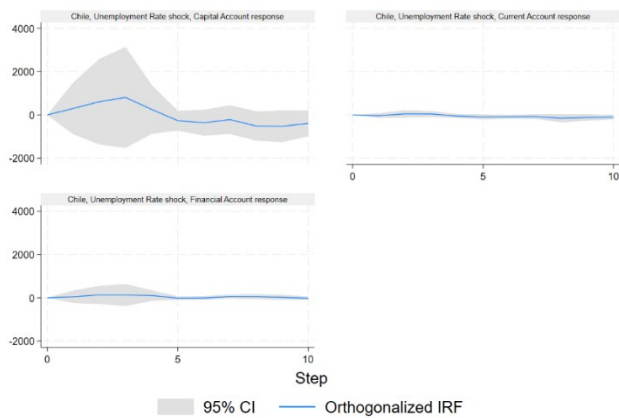 Chile, Unemployment Rate shock, Capital Account response
Chile, Unemployment Rate shock, Current Account response
4000
2000
0
-2000
0
5
10
Chile, Unemployment Rate shock, Financial Account response
4000
2000
0
-2000
0
5
10
Step
95% CI
Orthogonalized IRF